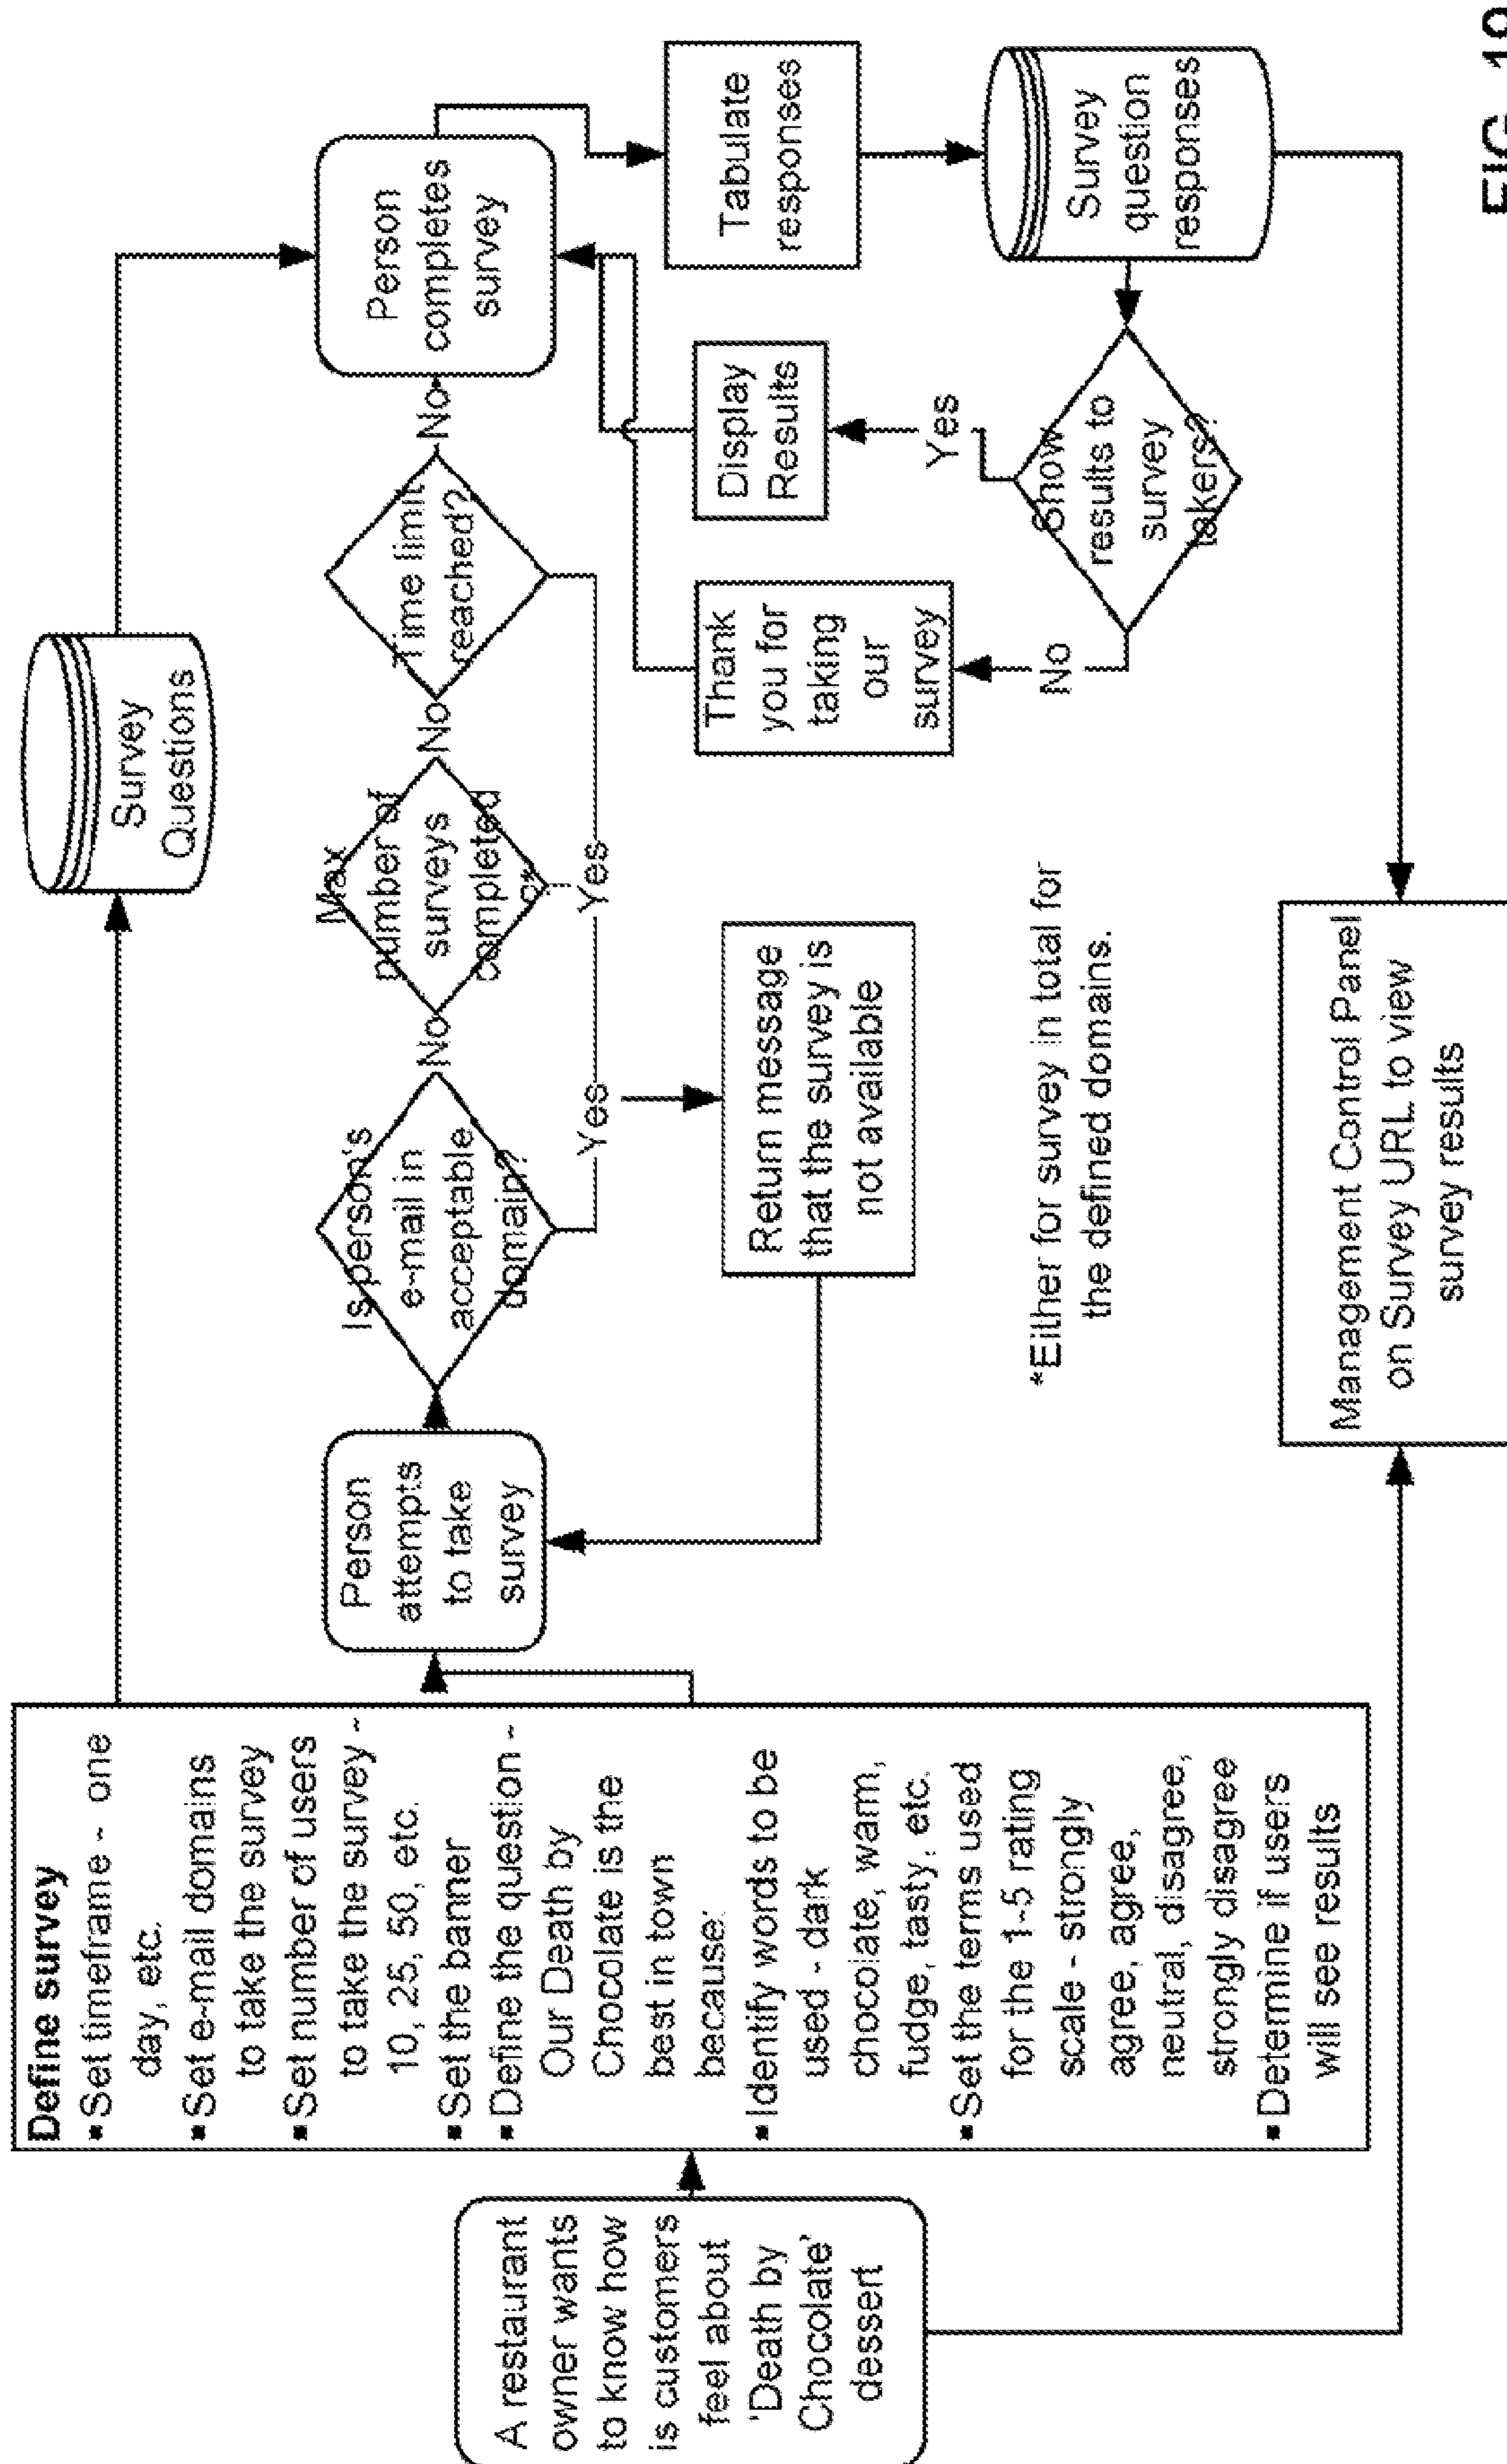 A restaurant
owner wants
to know how
is customers
feel about
'Death by
Chocolate'
dessert
Define survey
▪Set timeframe - one
day, etc.
▪Set e-mail domains
to take the survey
▪Set number of users
to take the survey -
10, 25, 50, etc.
▪Set the banner
▪Define the question -
Our Death by
Chocolate is the
best in town
because:
▪Identify words to be
used - dark
chocolate, warm,
fudge, tasty, etc.
▪Set the terms used
for the 1-5 rating
scale - strongly
agree, agree,
neutral, disagree,
strongly disagree
▪Determine if users
will see results
Survey
Questions
Person
attempts
to take
survey
Is person's
e-mail in
acceptable
domain?
No
Max
number of
surveys
completed
?*
No
Time limit
reached?
No
Yes
Yes
Return message
that the survey is
not available
Person
completes
survey
Tabulate
responses
Survey
question
responses
Show
results to
survey
takers?
Yes
Display
Results
No
Thank
you for
taking
our
survey
*Either for survey in total for
the defined domains.
Management Control Panel
on Survey URL to view
survey results
FIG.